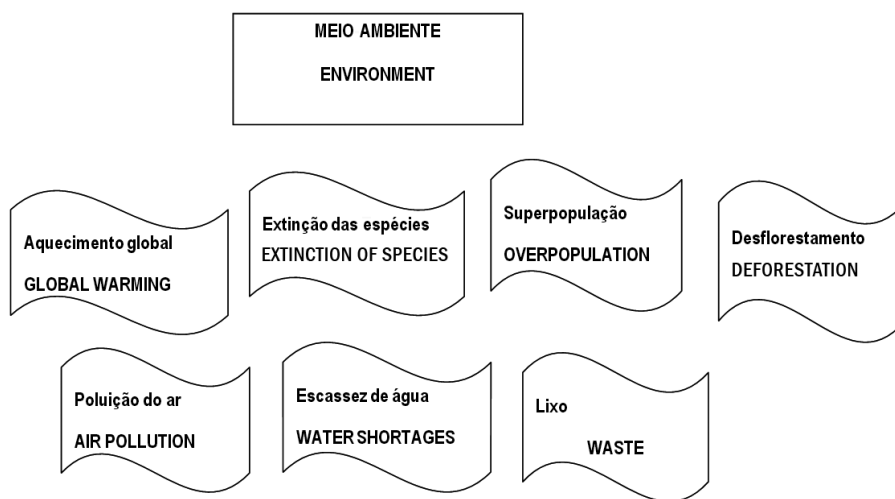 MEIO AMBIENTE
ENVIRONMENT
Aquecimento global
GLOBAL WARMING
Extinção das espécies
EXTINCTION OF SPECIES
Superpopulação
OVERPOPULATION
Desflorestamento
DEFORESTATION
Poluição do ar
AIR POLLUTION
Escassez de água
WATER SHORTAGES
Lixo
WASTE